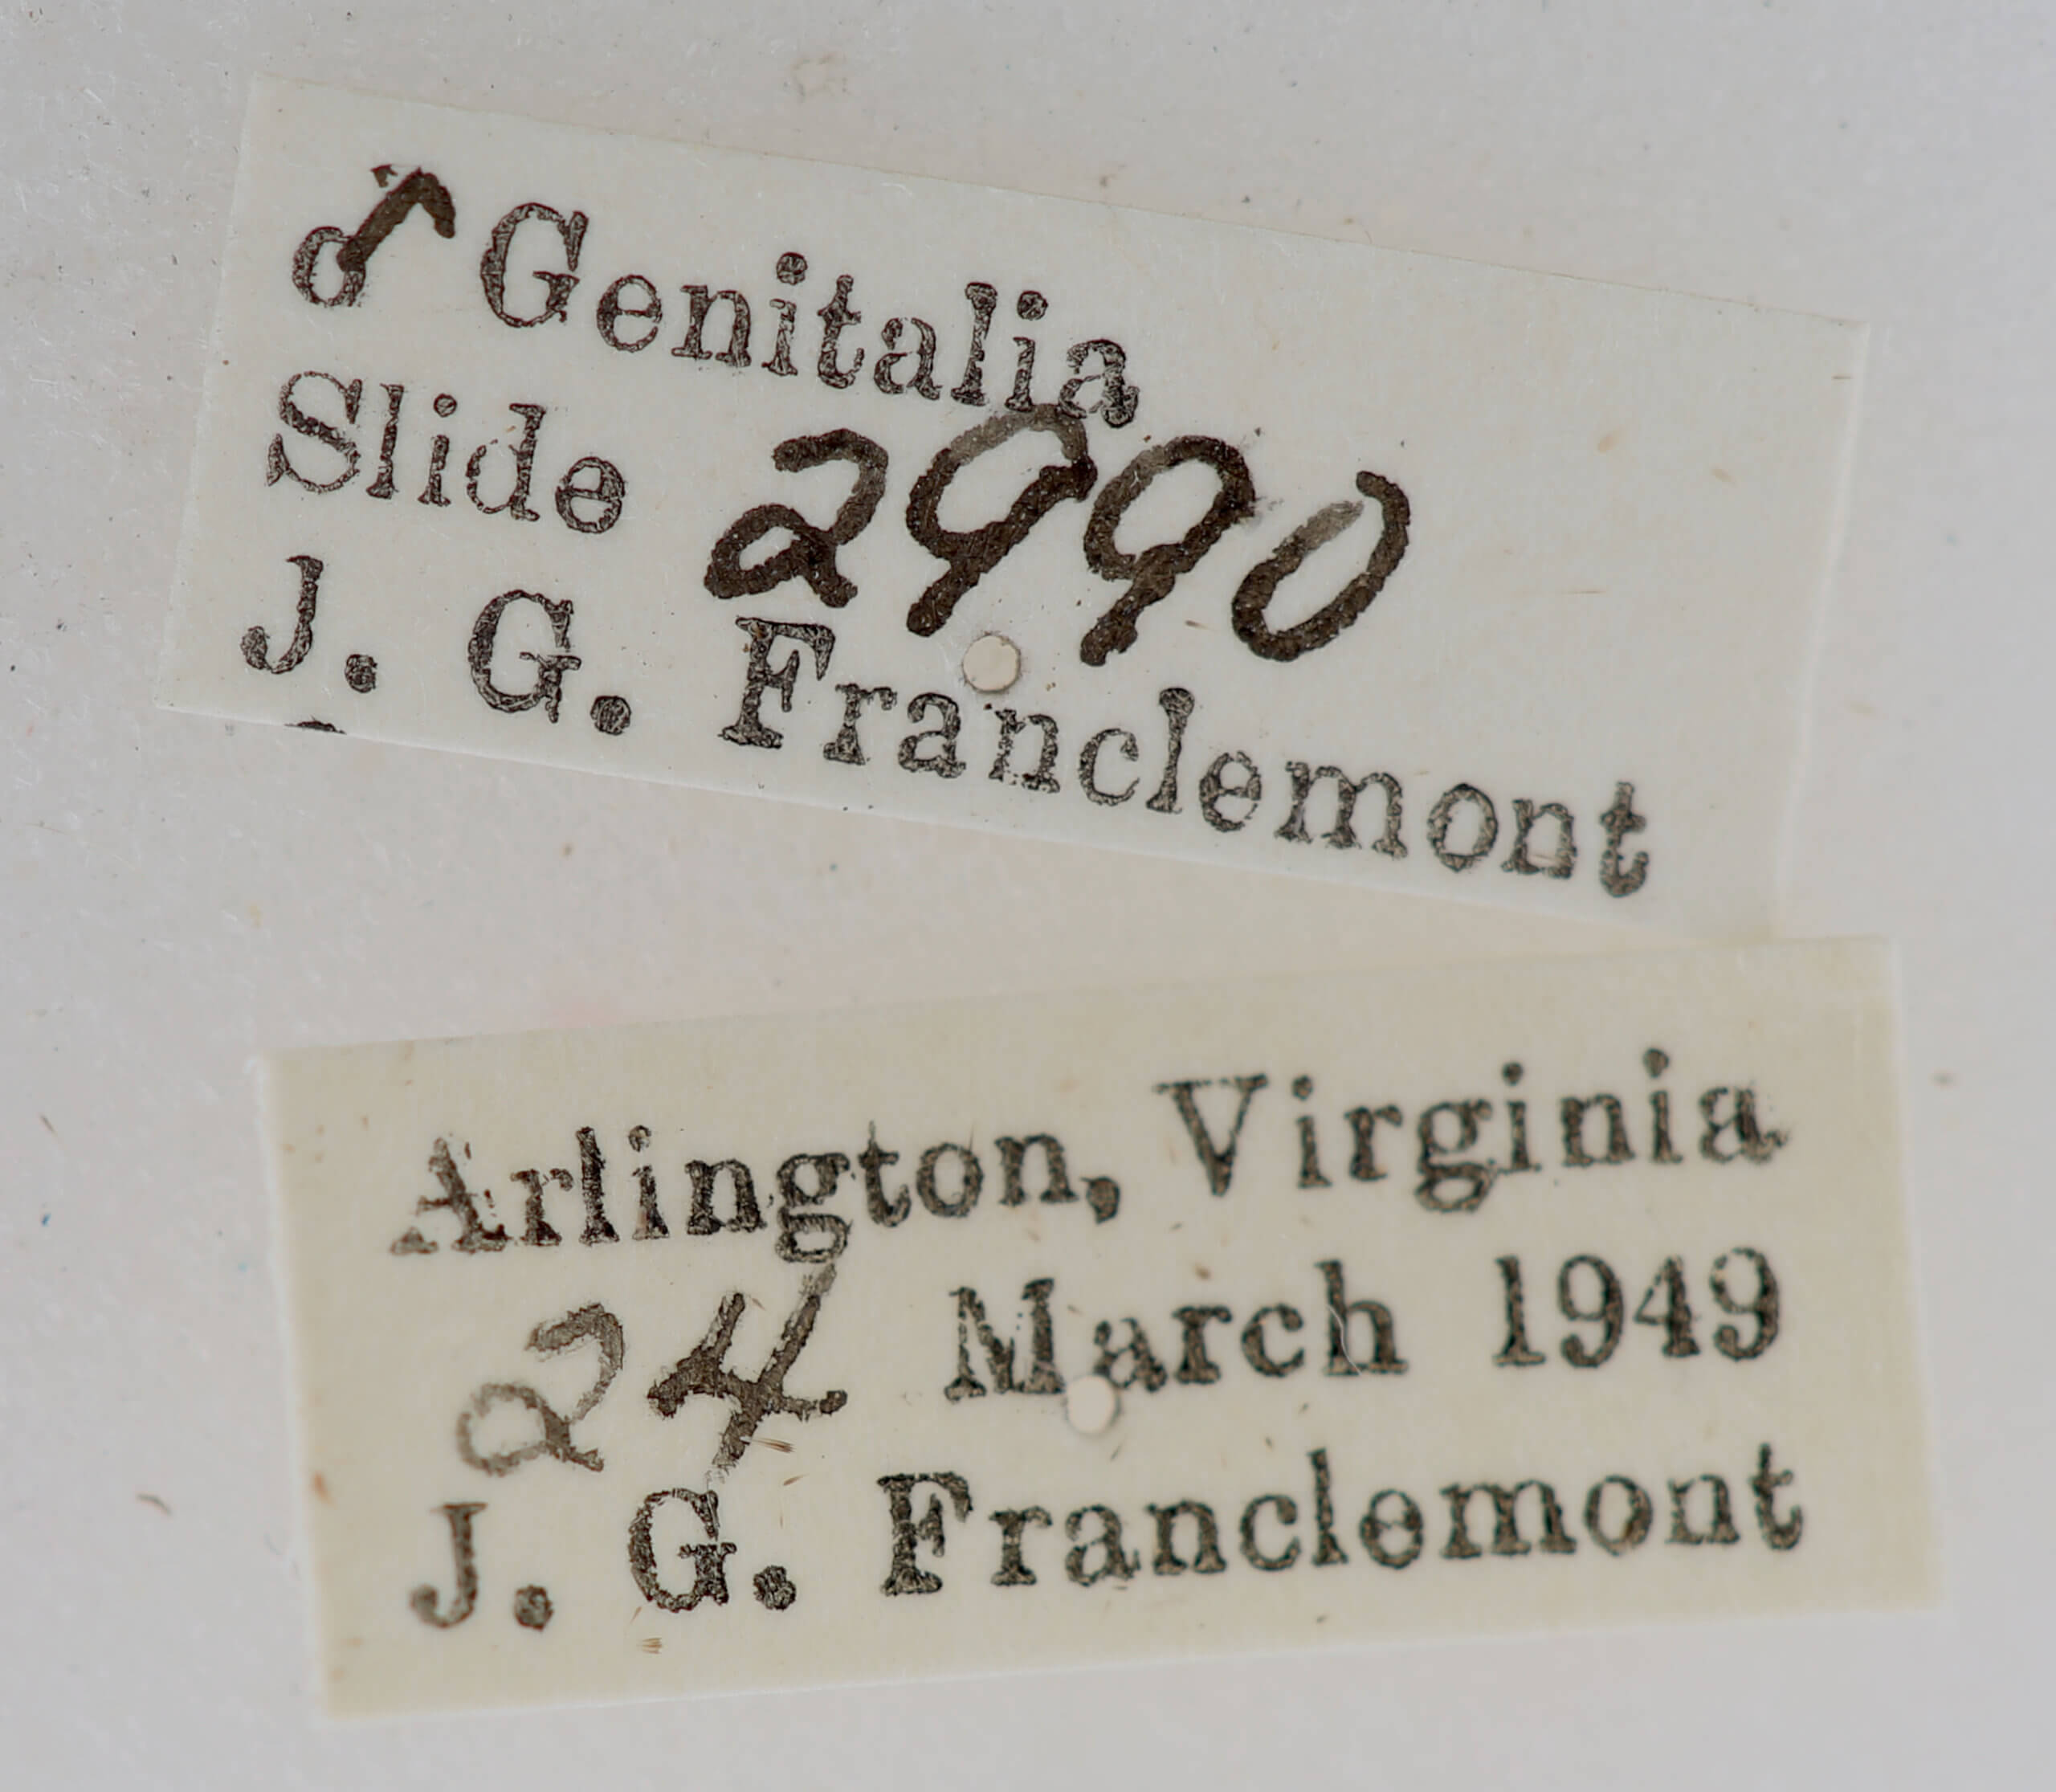 ♂ Genitalia
Slide 2990
J. G. Franclemont
Arlington, Virginia
24 March 1949
J. G. Franclemont